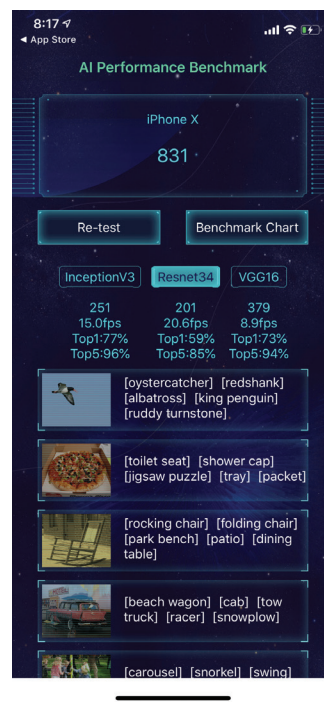 8:17
◀ App Store
AI Performance Benchmark
iPhone X
831
Re-test
Benchmark Chart
InceptionV3
Resnet34
VGG16
251
201
379
15.0fps
20.6fps
8.9fps
Top1:77%
Top1:59%
Top1:73%
Top5:96%
Top5:85%
Top5:94%
[oystercatcher] [redshank]
[albatross] [king penguin]
[ruddy turnstone]
[toilet seat] [shower cap]
[jigsaw puzzle] [tray] [packet]
[rocking chair] [folding chair]
[park bench] [patio] [dining
table]
[beach wagon] [cab] [tow
truck] [racer] [snowplow]
[carousel] [snorkel] [swing]